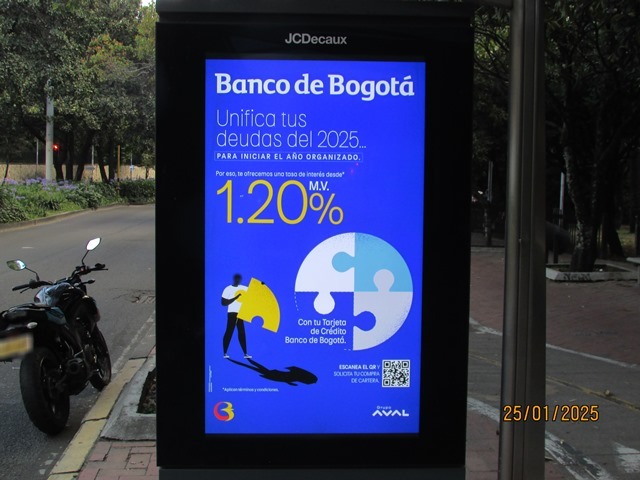 JCDecaux
Banco de Bogotá
Unifica tus
deudas del 2025...
PARA INICIAR EL AÑO ORGANIZADO.
Por eso, te ofrecemos una tasa de interés desde*
1.20% M.V.
Con tu Tarjeta
de Crédito
Banco de Bogotá.
ESCANEA EL QR Y
SOLICITA TU COMPRA
DE CARTERA.
*Aplican términos y condiciones.
Grupo
AVAL
25/01/2025